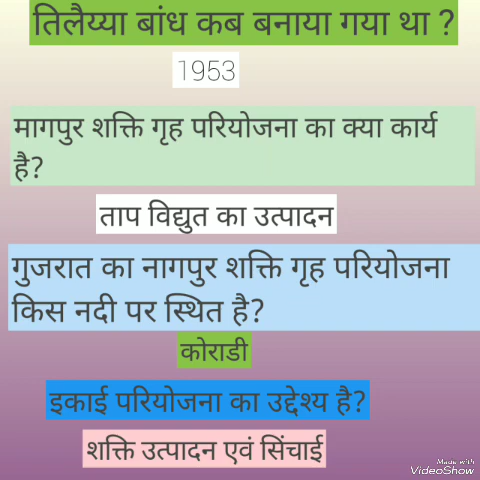 तिलैय्या बांध कब बनाया गया था ?
1953
मागपुर शक्ति गृह परियोजना का क्या कार्य
है?
ताप विद्युत का उत्पादन
गुजरात का नागपुर शक्ति गृह परियोजना
किस नदी पर स्थित है?
कोराडी
इकाई परियोजना का उद्देश्य है?
शक्ति उत्पादन एवं सिंचाई
Made with
VideoShow